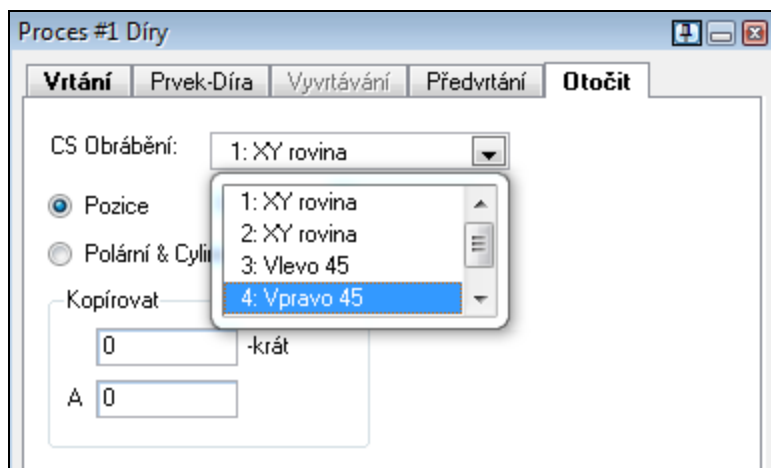 Proces #1 Díry
Vrtání Prvek-Díra Vyvrtávání Předvrtání Otočit
CS Obrábění: 1: XY rovina
1: XY rovina
2: XY rovina
3: Vlevo 45
4: Vpravo 45
Pozice
Polární &
Kopírovat
0 -krát
A 0